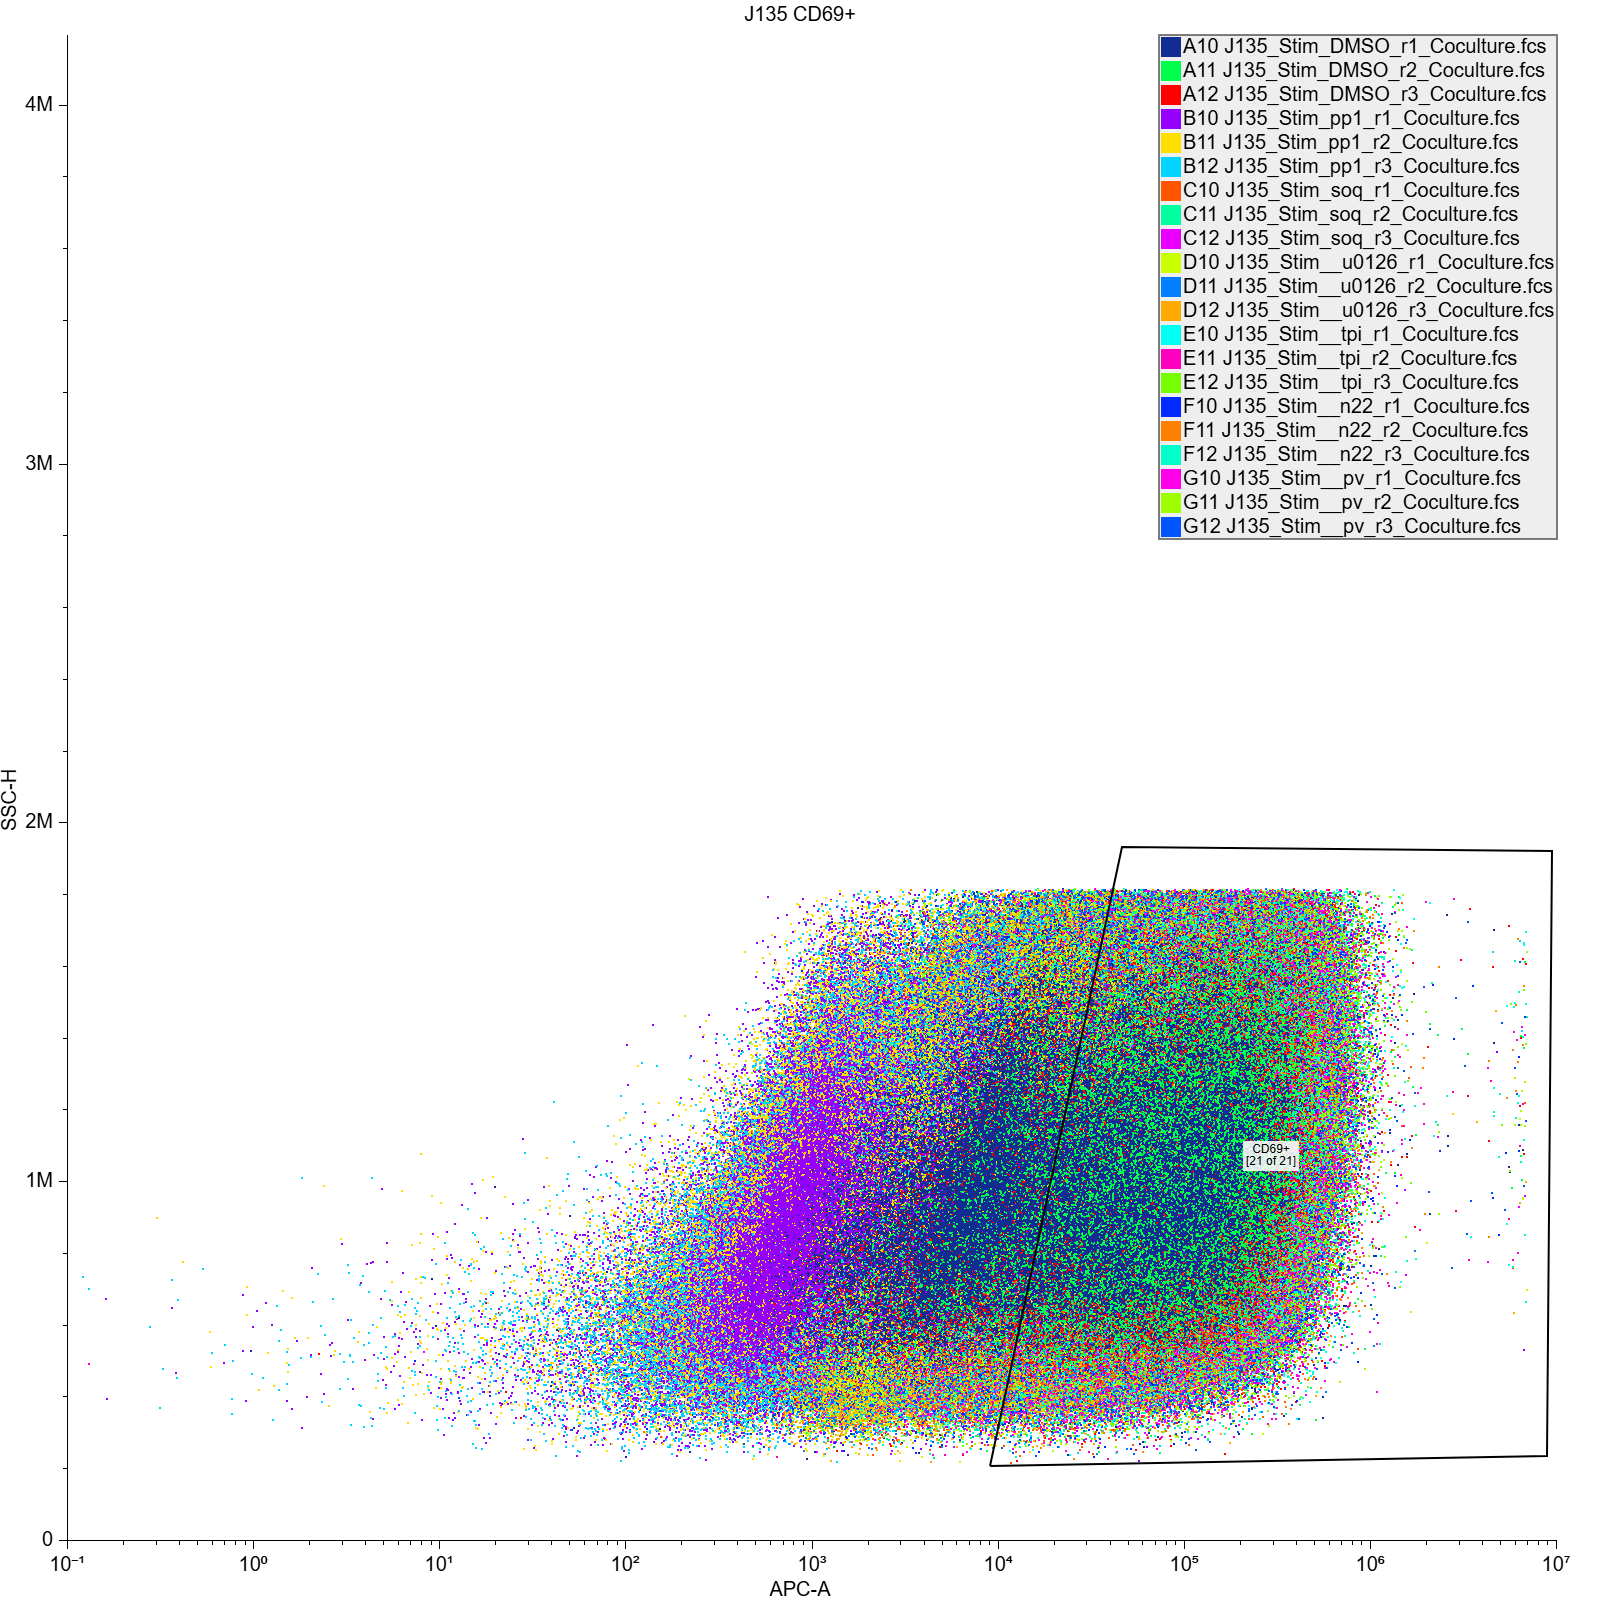 J135 CD69+
A10 J135_Stim_DMSO_r1_Coculture.fcs
A11 J135_Stim_DMSO_r2_Coculture.fcs
A12 J135_Stim_DMSO_r3_Coculture.fcs
B10 J135_Stim_pp1_r1_Coculture.fcs
B11 J135_Stim_pp1_r2_Coculture.fcs
B12 J135_Stim_pp1_r3_Coculture.fcs
C10 J135_Stim_soq_r1_Coculture.fcs
C11 J135_Stim_soq_r2_Coculture.fcs
C12 J135_Stim_soq_r3_Coculture.fcs
D10 J135_Stim__u0126_r1_Coculture.fcs
D11 J135_Stim__u0126_r2_Coculture.fcs
D12 J135_Stim__u0126_r3_Coculture.fcs
E10 J135_Stim__tpi_r1_Coculture.fcs
E11 J135_Stim__tpi_r2_Coculture.fcs
E12 J135_Stim__tpi_r3_Coculture.fcs
F10 J135_Stim__n22_r1_Coculture.fcs
F11 J135_Stim__n22_r2_Coculture.fcs
F12 J135_Stim__n22_r3_Coculture.fcs
G10 J135_Stim__pv_r1_Coculture.fcs
G11 J135_Stim__pv_r2_Coculture.fcs
G12 J135_Stim__pv_r3_Coculture.fcs
4M
3M
2M
1M
0
SSC-H
CD69+
[21 of 21]
10⁻¹ 10⁰ 10¹ 10² 10³ 10⁴ 10⁵ 10⁶ 10⁷
APC-A